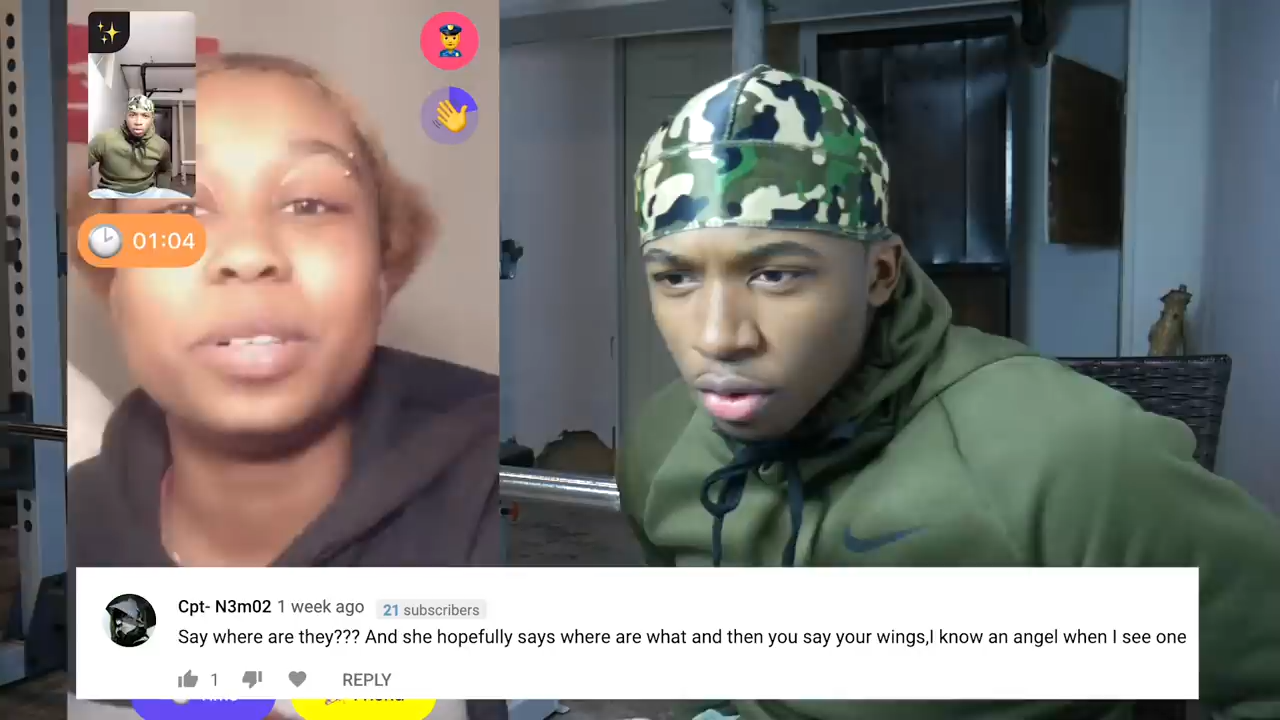 01:04
Cpt- N3m02 1 week ago 21 subscribers
Say where are they??? And she hopefully says where are what and then you say your wings,I know an angel when I see one
1 REPLY